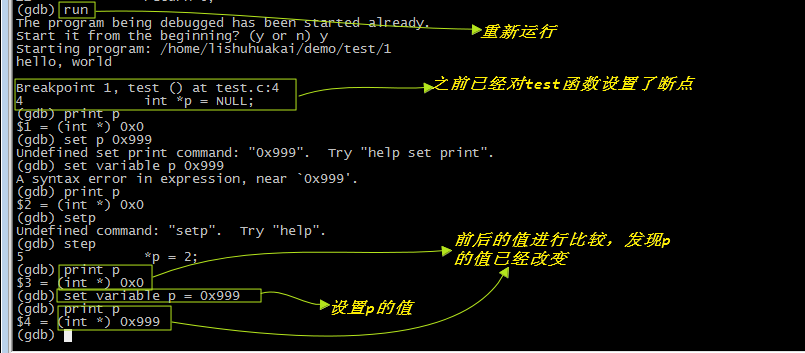 (gdb) run
The program being debugged has been started already.
Start it from the beginning? (y or n) y
重新运行
Starting program: /home/lishuhuakai/demo/test/1
hello, world
Breakpoint 1, test () at test.c:4
之前已经对test函数设置了断点
4 int *p = NULL;
(gdb) print p
$1 = (int *) 0x0
(gdb) set p 0x999
Undefined set print command: "0x999". Try "help set print".
(gdb) set variable p 0x999
A syntax error in expression, near `0x999'.
(gdb) print p
$2 = (int *) 0x0
(gdb) setp
Undefined command: "setp". Try "help".
(gdb) step
前后的值进行比较，发现p
的值已经改变
5 *p = 2;
(gdb) print p
$3 = (int *) 0x0
(gdb) set variable p = 0x999
设置p的值
(gdb) print p
$4 = (int *) 0x999
(gdb)